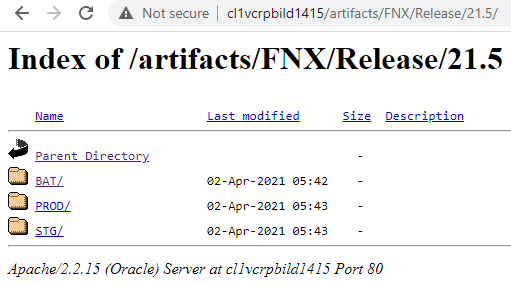 Not secure | cl1vcrpbild1415/artifacts/FNX/Release/21.5/
Index of /artifacts/FNX/Release/21.5
Name Last modified Size Description
Parent Directory -
BAT/ 02-Apr-2021 05:42 -
PROD/ 02-Apr-2021 05:43 -
STG/ 02-Apr-2021 05:43 -
Apache/2.2.15 (Oracle) Server at cl1vcrpbild1415 Port 80